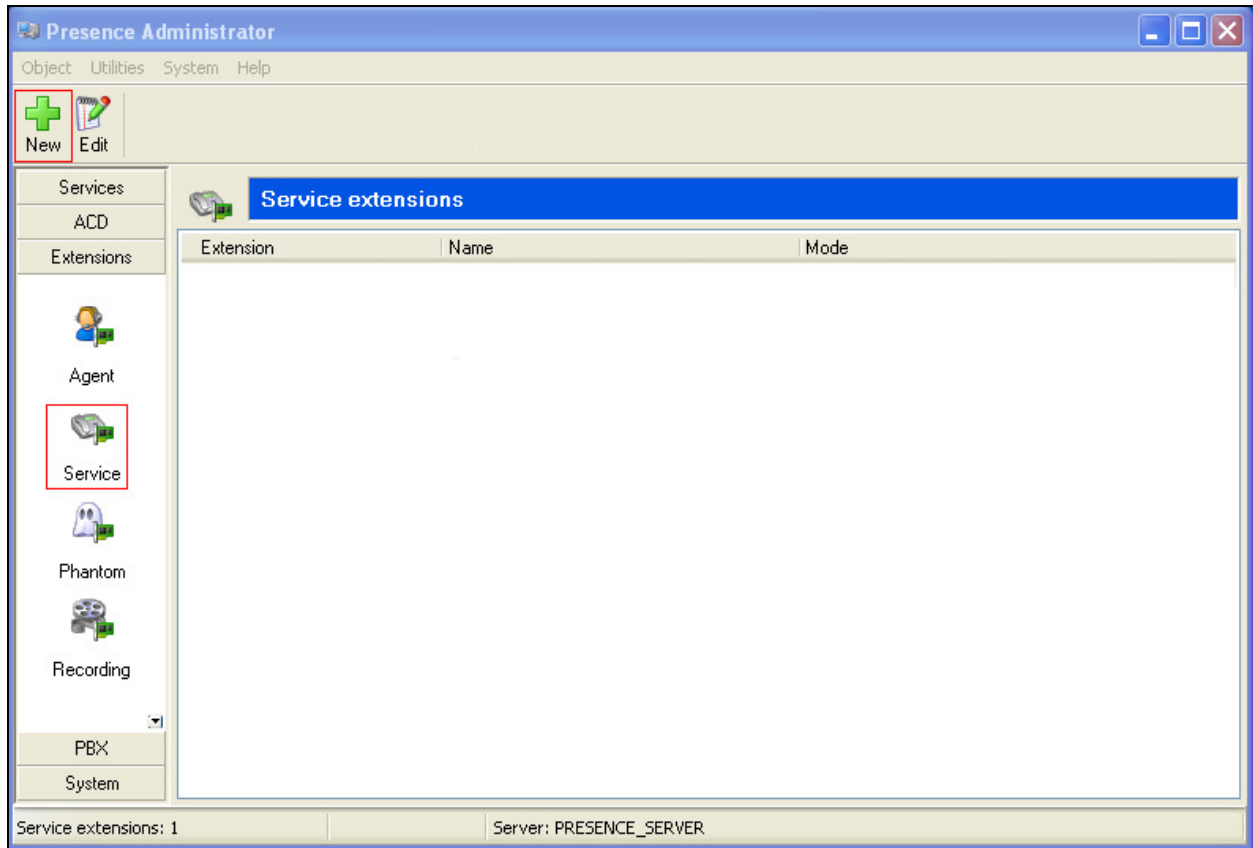 Presence Administrator
Object Utilities System Help
New Edit
Services
ACD
Extensions
Agent
Service
Phantom
Recording
PBX
System
Service extensions
Extension Name Mode
Service extensions: 1 Server: PRESENCE_SERVER